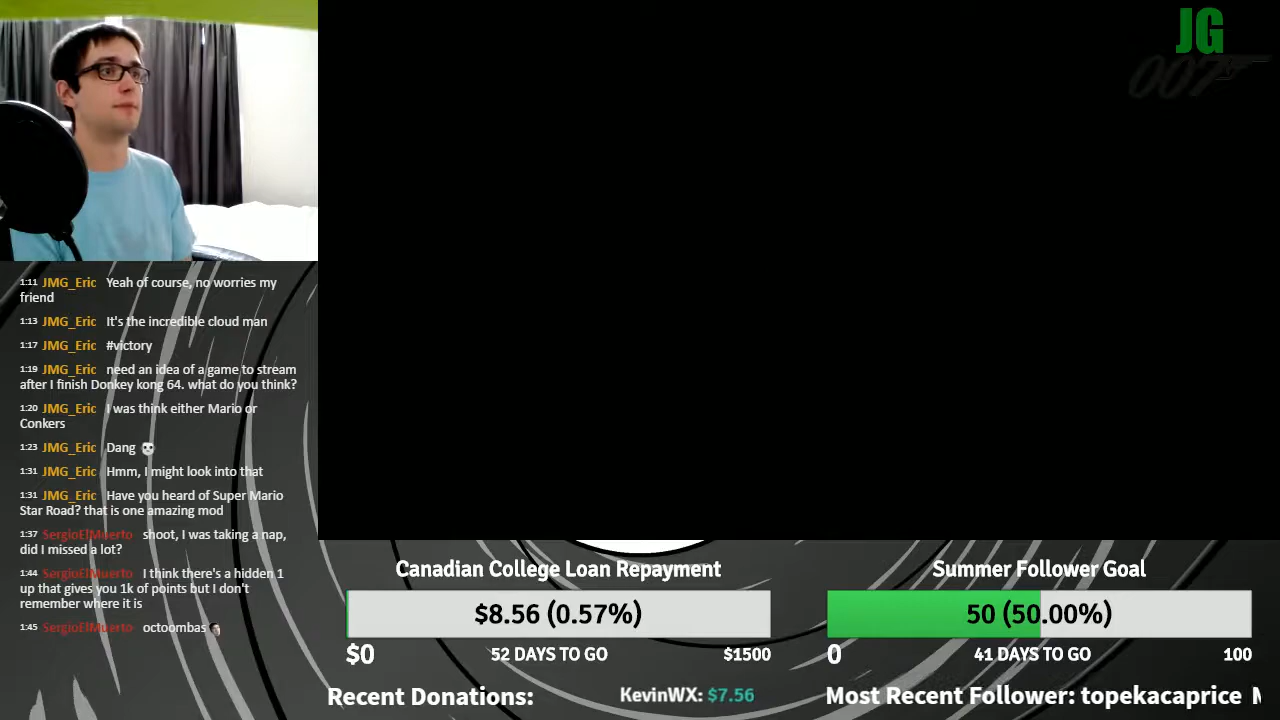 JG
007
1:11 JMG_Eric Yeah of course, no worries my
friend
1:13 JMG_Eric It's the incredible cloud man
1:17 JMG_Eric #victory
1:19 JMG_Eric need an idea of a game to stream
after I finish Donkey kong 64. what do you think?
1:20 JMG_Eric I was think either Mario or
Conkers
1:23 JMG_Eric Dang
1:31 JMG_Eric Hmm, I might look into that
1:31 JMG_Eric Have you heard of Super Mario
Star Road? that is one amazing mod
1:37 SergioElMuerto shoot, I was taking a nap,
did I missed a lot?
1:44 SergioElMuerto I think there's a hidden 1
up that gives you 1k of points but I don't
remember where it is
1:45 SergioElMuerto octoombas
Canadian College Loan Repayment
$8.56 (0.57%)
$0 52 DAYS TO GO $1500
Summer Follower Goal
50 (50.00%)
0 41 DAYS TO GO 100
Recent Donations: KevinWX: $7.56
Most Recent Follower: topekacaprice